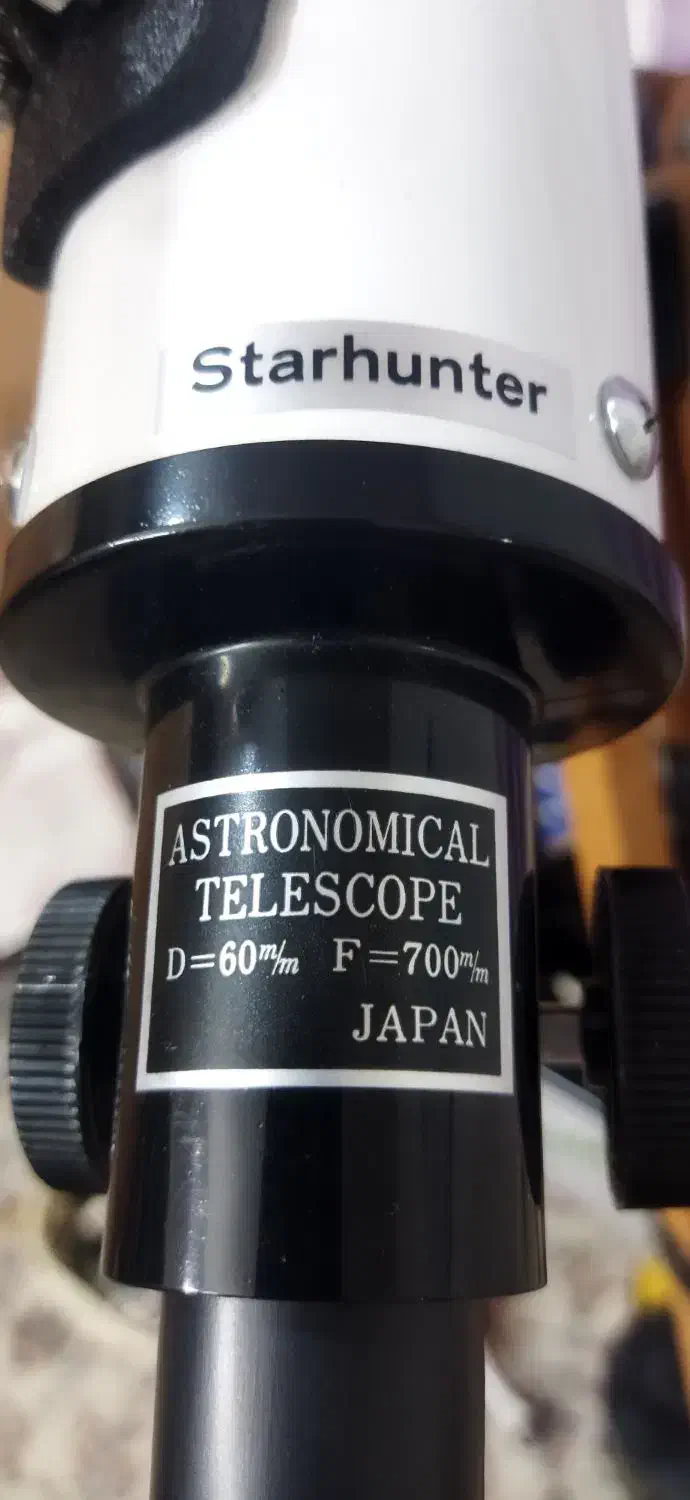 Starhunter
ASTRONOMICAL
TELESCOPE
D=60m/m F=700m/m
JAPAN